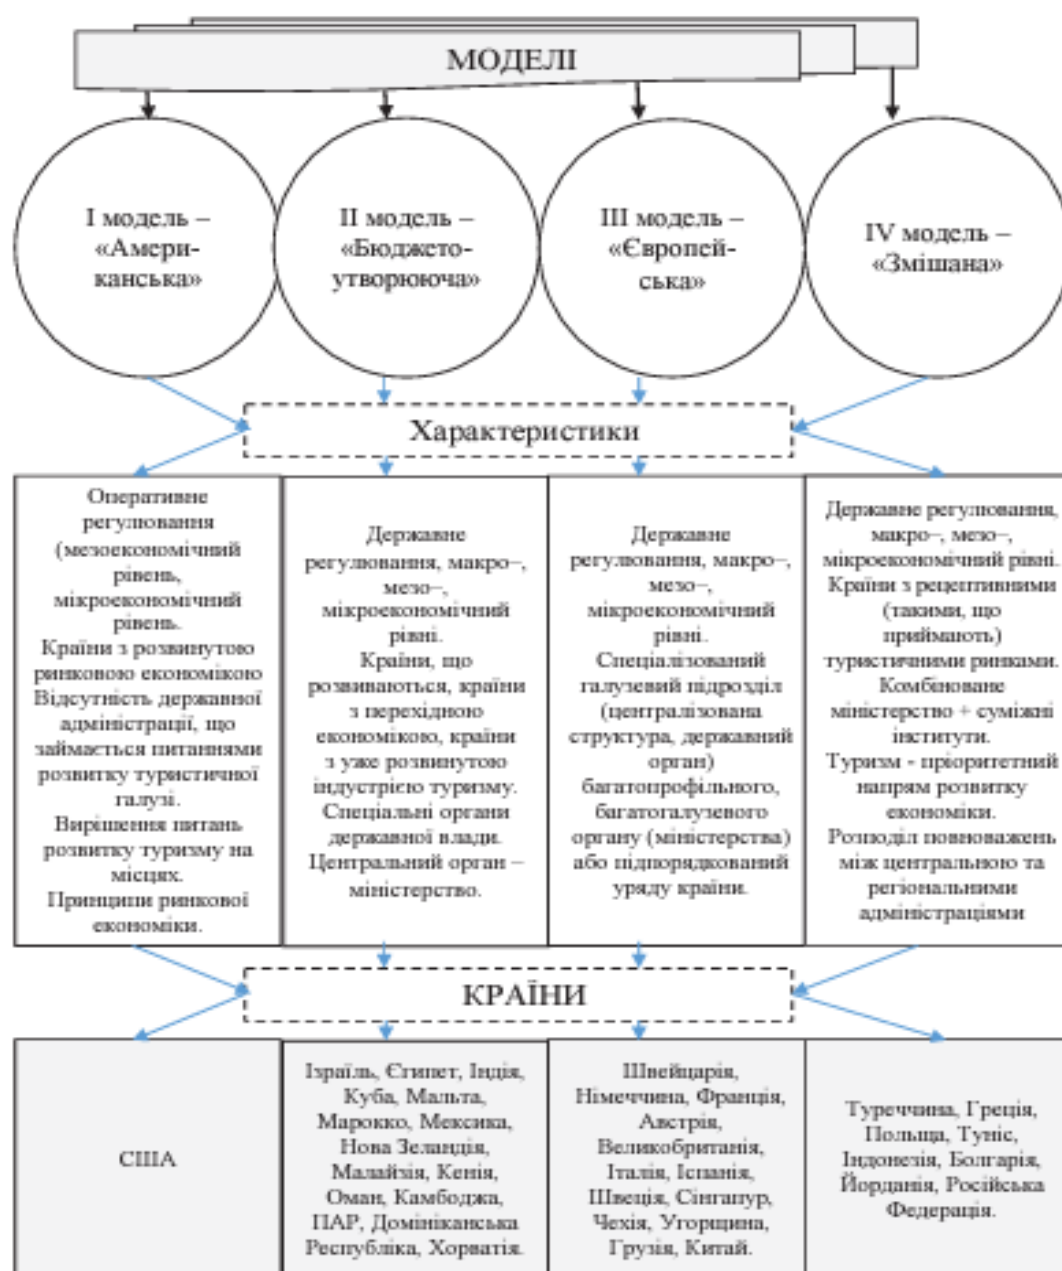 МОДЕЛІ
I модель –
«Амери-
канська»
II модель –
«Бюджето-
утворююча»
III модель –
«Європей-
ська»
IV модель –
«Змішана»
Характеристики
Оперативне
регулювання
(мезоекономічний
рівень,
мікроекономічний
рівень.
Країни з розвинутою
ринковою економікою
Відсутність державної
адміністрації, що
займається питаннями
розвитку туристичної
галузі.
Вирішення питань
розвитку туризму на
місцях.
Принципи ринкової
економіки.
Державне
регулювання, макро–,
мезо–,
мікроекономічний
рівні.
Країни, що
розвиваються, країни
з перехідною
економікою, країни
з уже розвинутою
індустрією туризму.
Спеціальні органи
державної влади.
Центральний орган –
міністерство.
Державне
регулювання, макро–,
мезо–,
мікроекономічний
рівні.
Спеціалізований
галузевий підрозділ
(централізована
структура, державний
орган)
багатопрофільного,
багатогалузевого
органу (міністерства)
або підпорядкований
уряду країни.
Державне регулювання,
макро–, мезо–,
мікроекономічний рівні.
Країни з рецептивними
(такими, що
приймають)
туристичними ринками.
Комбіноване
міністерство + суміжні
інститути.
Туризм - пріоритетний
напрям розвитку
економіки.
Розподіл повноважень
між центральною та
регіональними
адміністраціями
КРАЇНИ
США
Ізраїль, Єгипет, Індія,
Куба, Мальта,
Марокко, Мексика,
Нова Зеландія,
Малайзія, Кенія,
Оман, Камбоджа,
ПАР, Домініканська
Республіка, Хорватія.
Швейцарія,
Німеччина, Франція,
Австрія,
Великобританія,
Італія, Іспанія,
Швеція, Сінгапур,
Чехія, Угорщина,
Грузія, Китай.
Туреччина, Греція,
Польща, Туніс,
Індонезія, Болгарія,
Йорданія, Російська
Федерація.